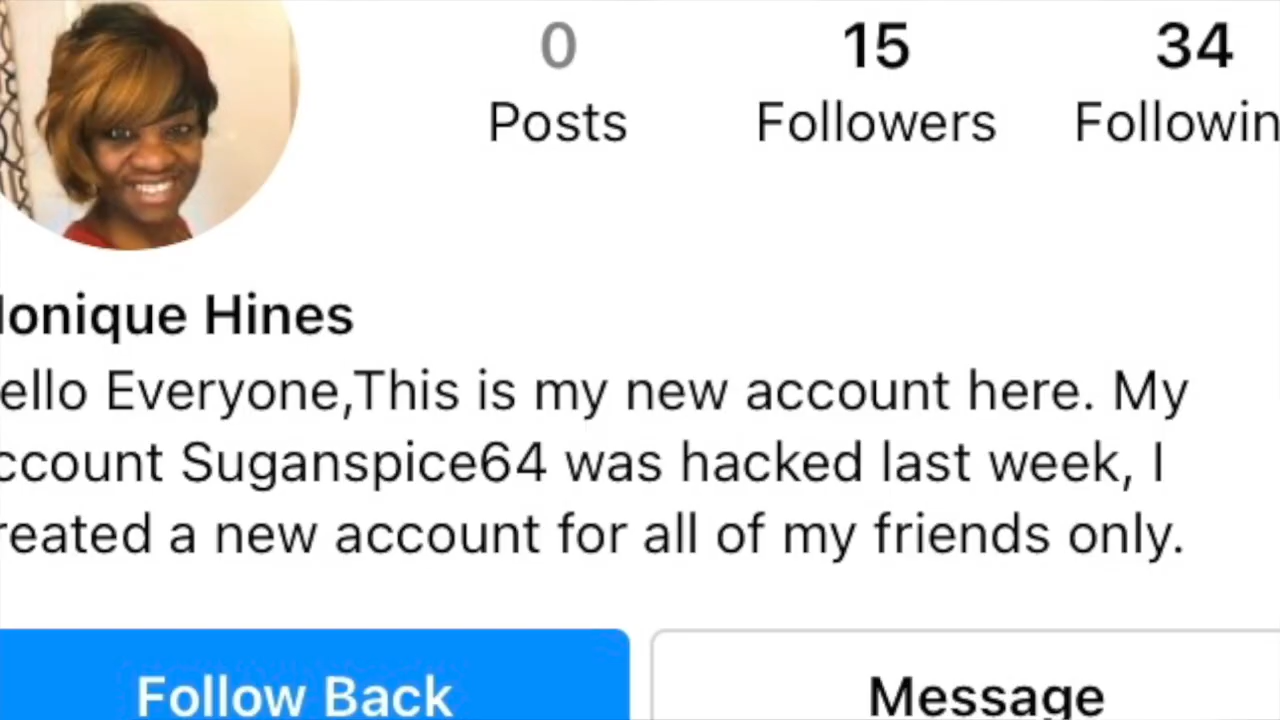 0 15 34
Posts Followers Followin
onique Hines
ello Everyone,This is my new account here. My
ccount Suganspice64 was hacked last week, I
reated a new account for all of my friends only.
Follow Back Message